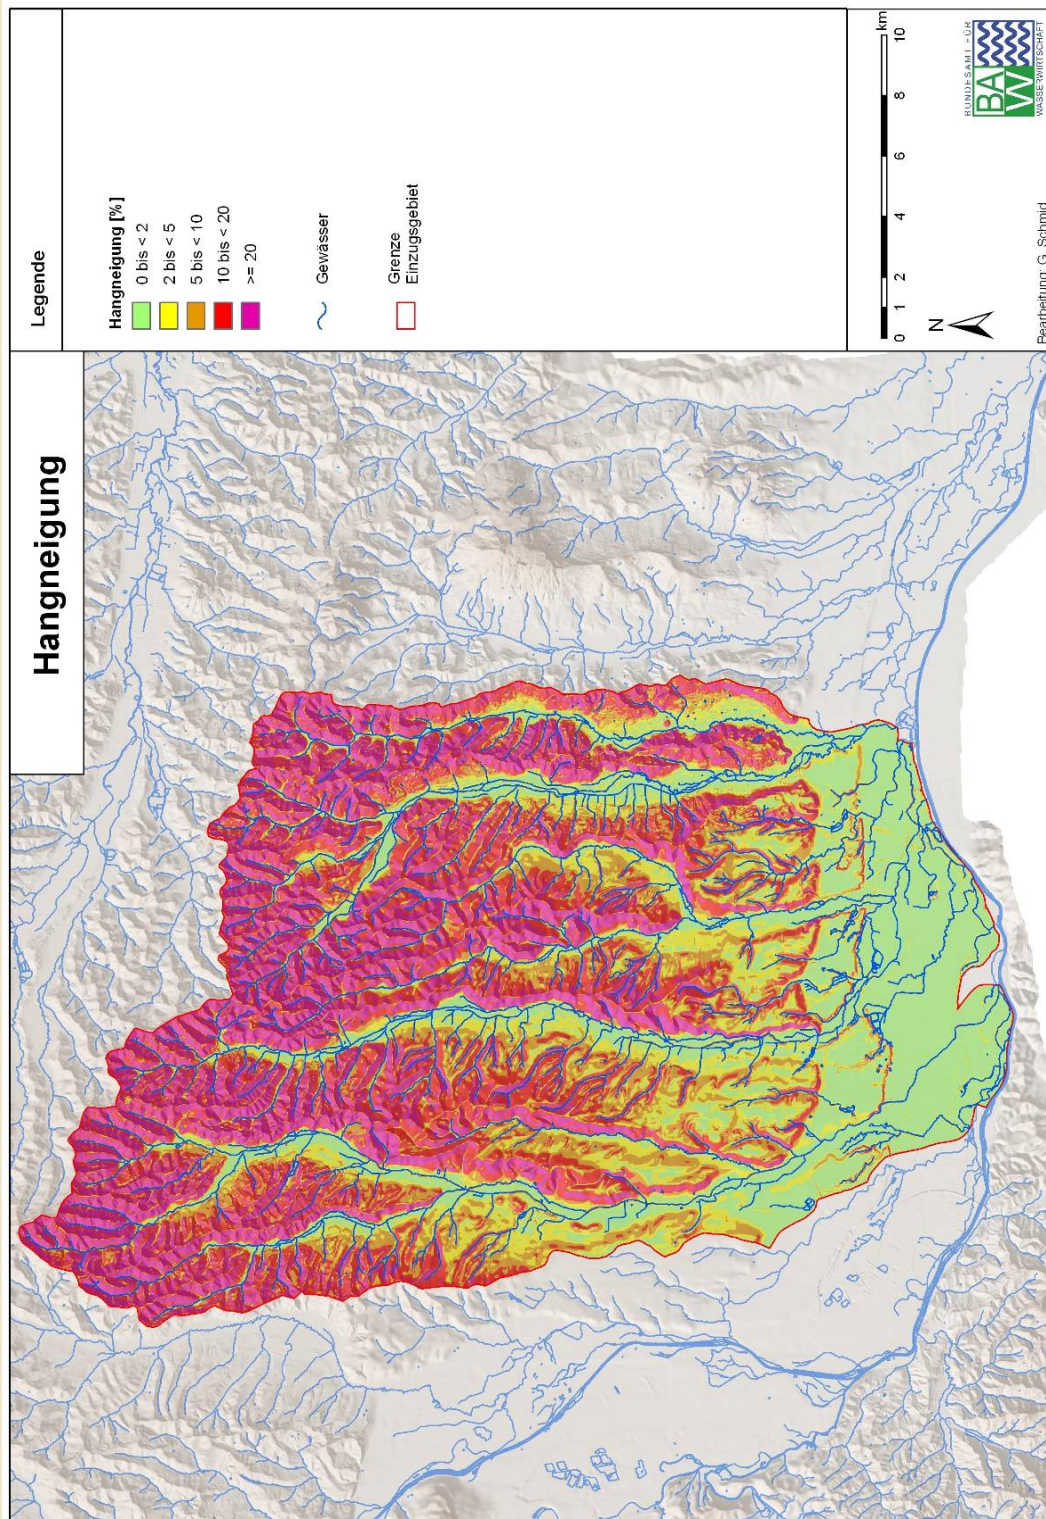 Hangneigung
Legende
Hangneigung [%]
0 bis < 2
2 bis < 5
5 bis < 10
10 bis < 20
>= 20
Gewässer
Grenze
Einzugsgebiet
0 1 2 4 6 8 10
km
N
BUNDESAMT FÜR
BAW
WASSERWIRTSCHAFT
Bearbeitung: G. Schmid